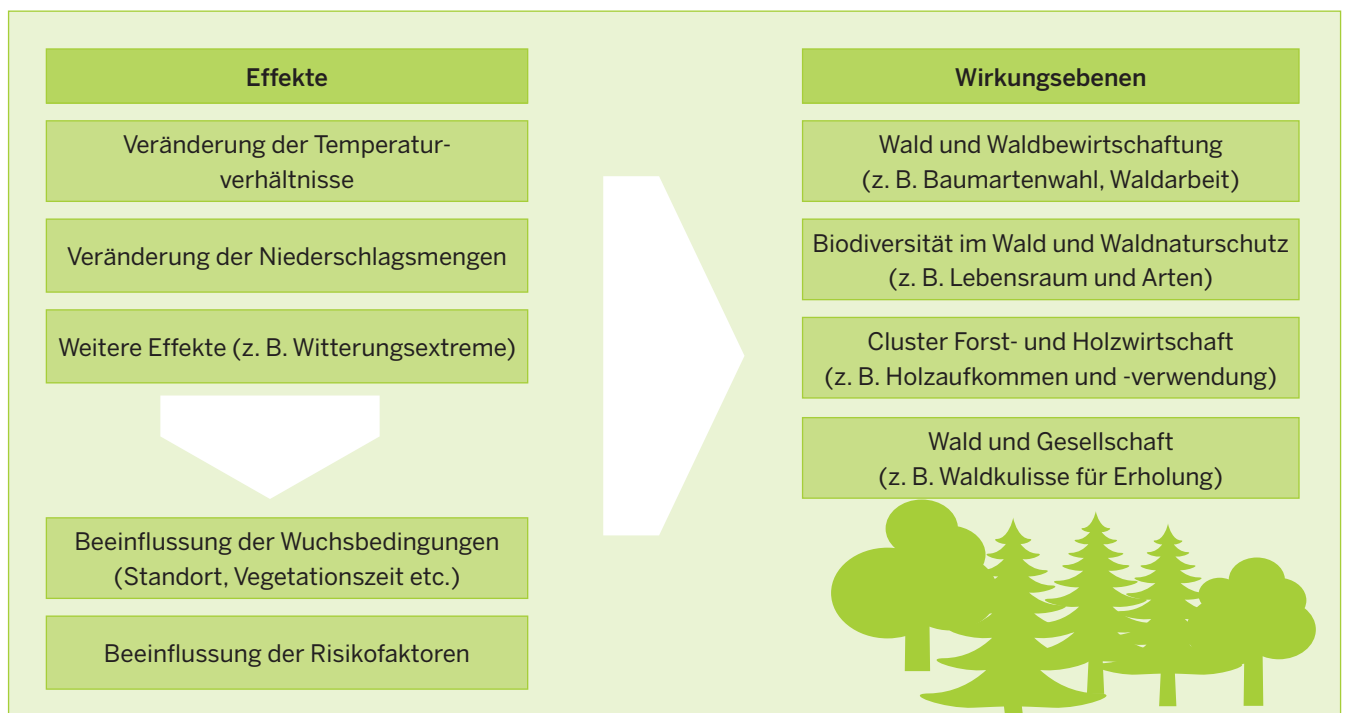 Effekte
Veränderung der Temperatur-
verhältnisse
Veränderung der Niederschlagsmengen
Weitere Effekte (z. B. Witterungsextreme)
Beeinflussung der Wuchsbedingungen
(Standort, Vegetationszeit etc.)
Beeinflussung der Risikofaktoren
Wirkungsebenen
Wald und Waldbewirtschaftung
(z. B. Baumartenwahl, Waldarbeit)
Biodiversität im Wald und Waldnaturschutz
(z. B. Lebensraum und Arten)
Cluster Forst- und Holzwirtschaft
(z. B. Holzaufkommen und -verwendung)
Wald und Gesellschaft
(z. B. Waldkulisse für Erholung)